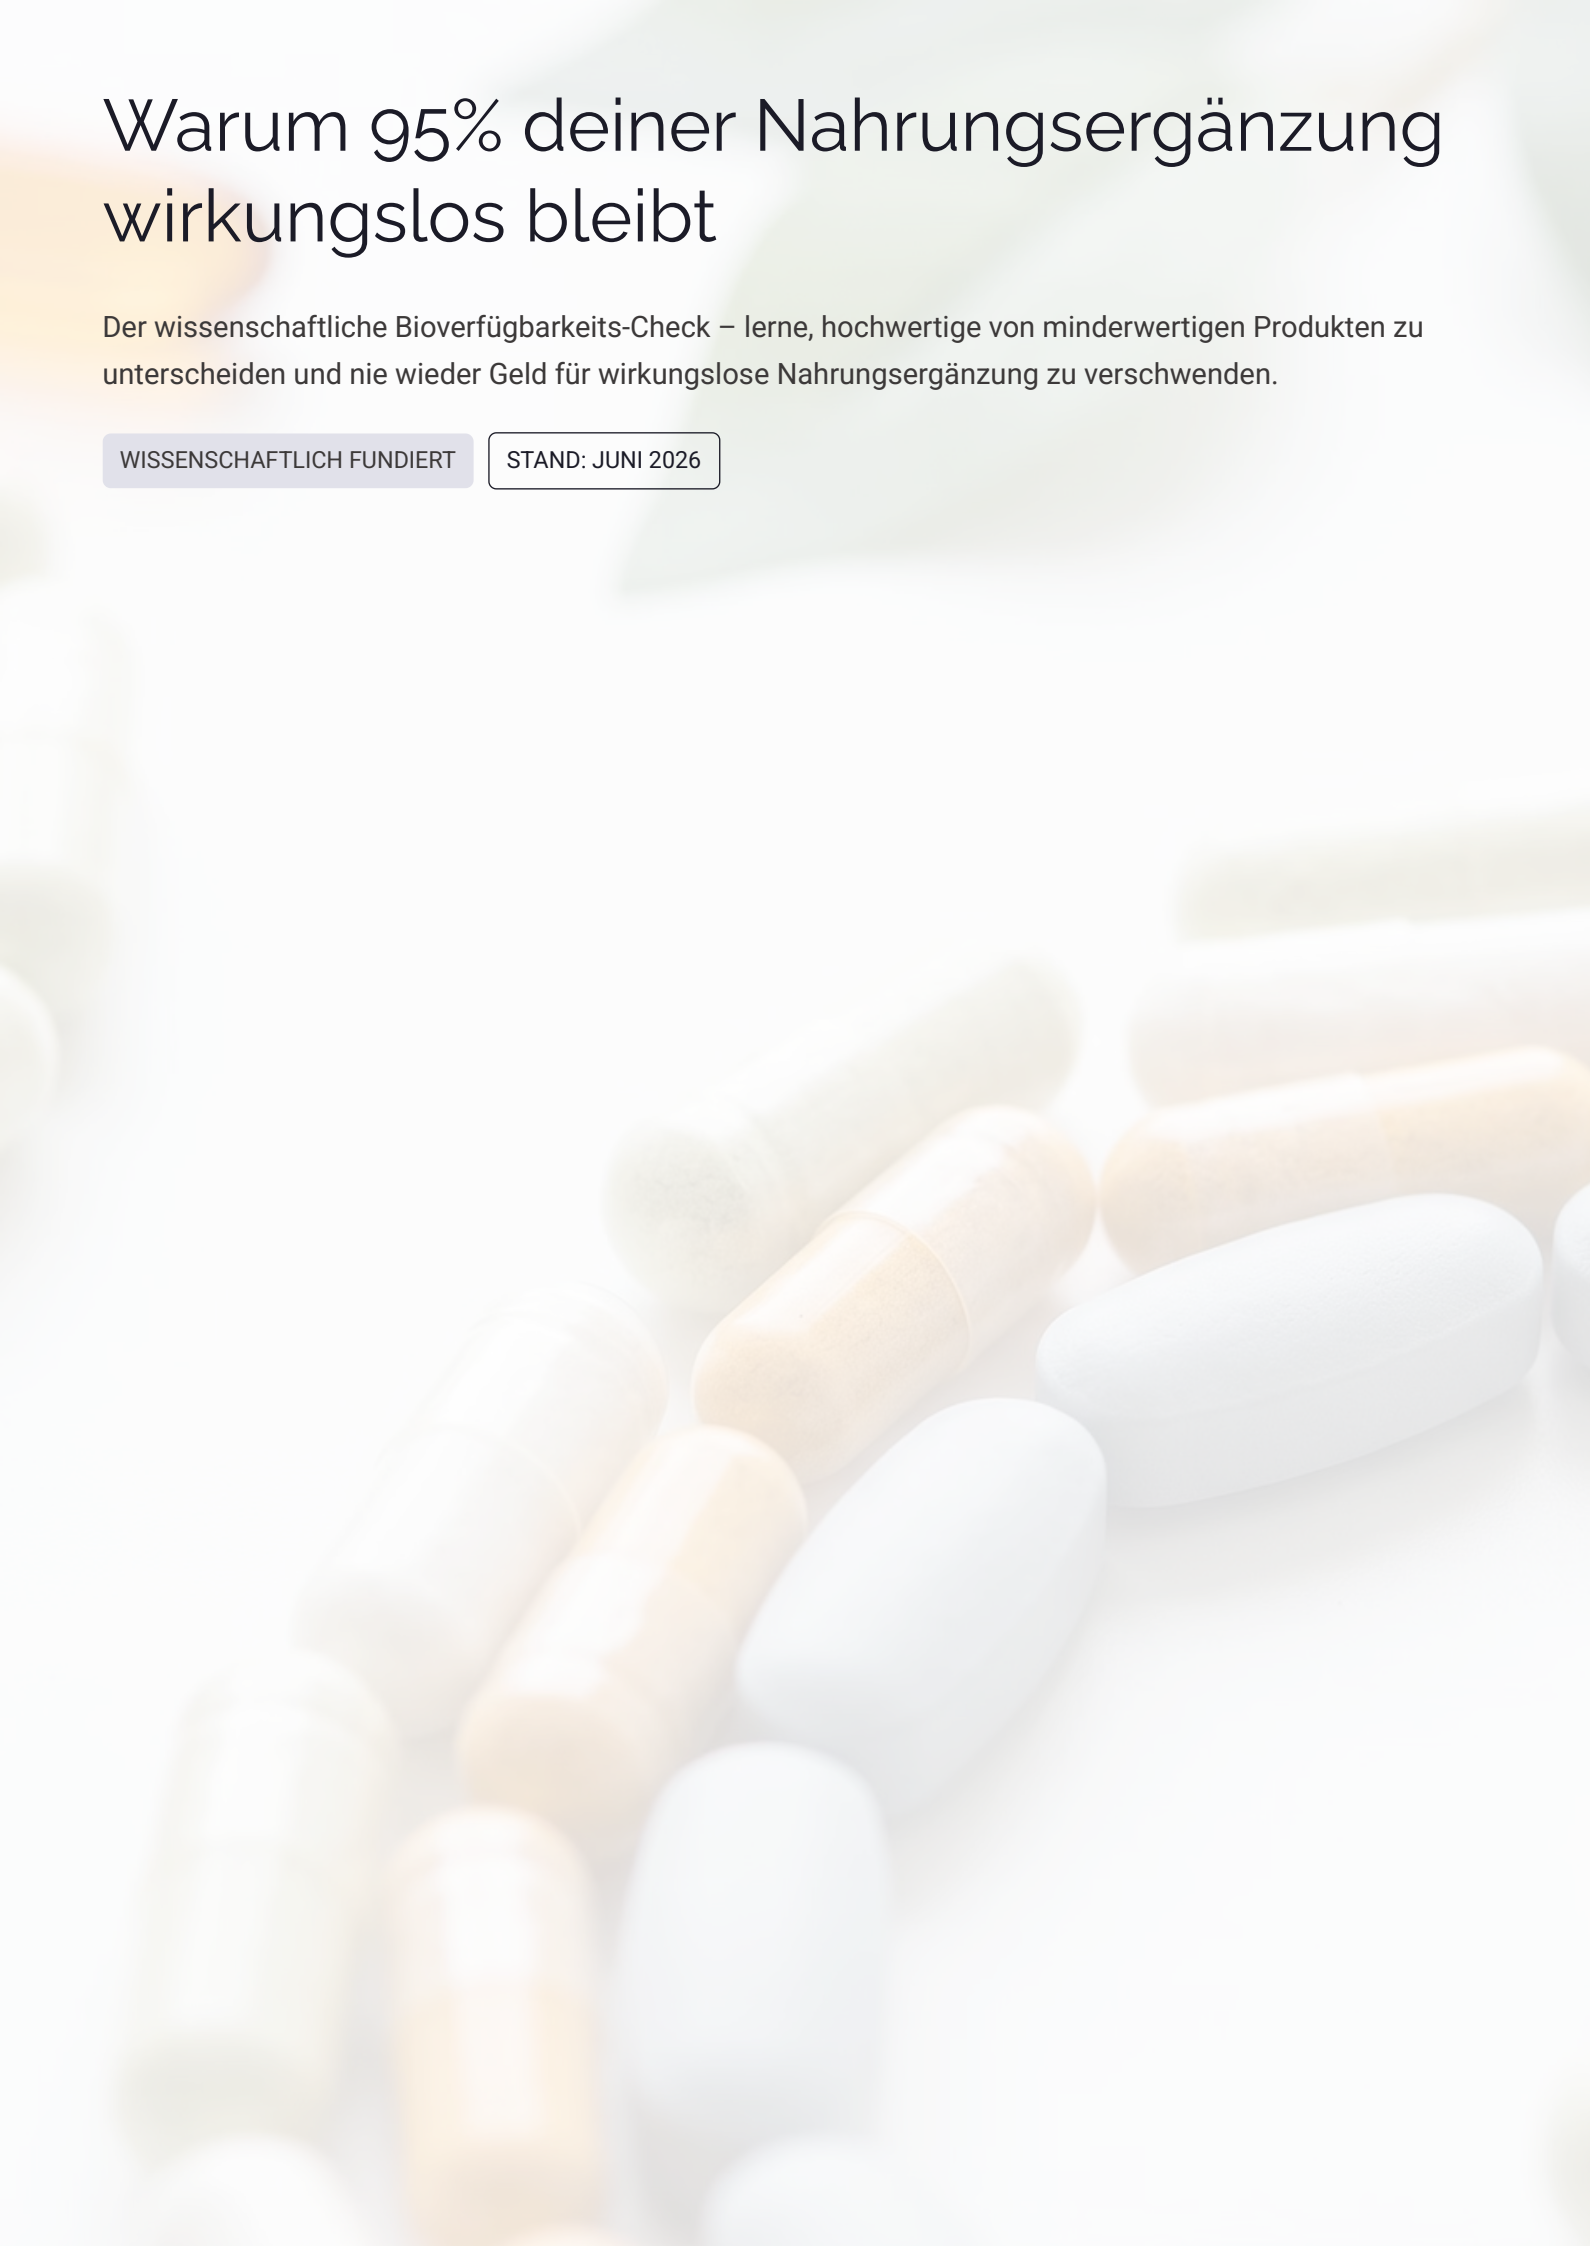 Warum 95% deiner Nahrungsergänzung
wirkungslos bleibt
Der wissenschaftliche Bioverfügbarkeits-Check – lerne, hochwertige von minderwertigen Produkten zu
unterscheiden und nie wieder Geld für wirkungslose Nahrungsergänzung zu verschwenden.
WISSENSCHAFTLICH FUNDIERT STAND: JUNI 2026